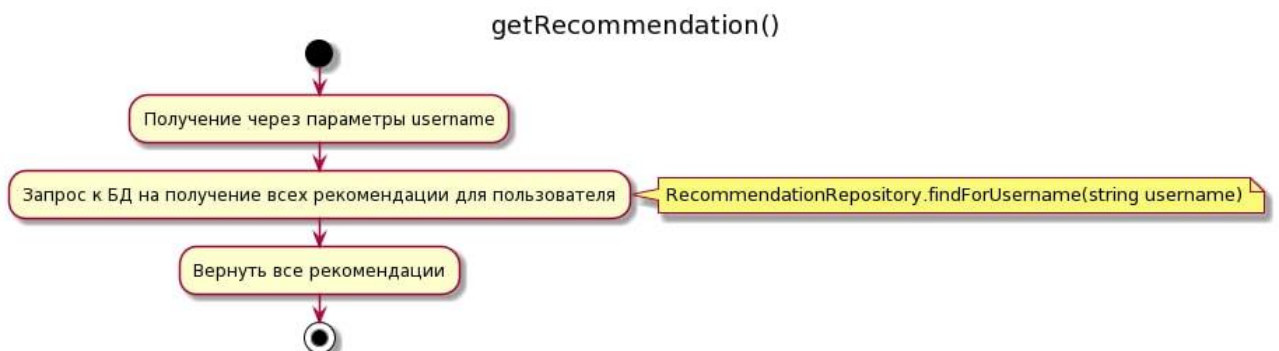 getRecommendation()
Получение через параметры username
Запрос к БД на получение всех рекомендации для пользователя
RecommendationRepository.findForUsername(string username)
Вернуть все рекомендации